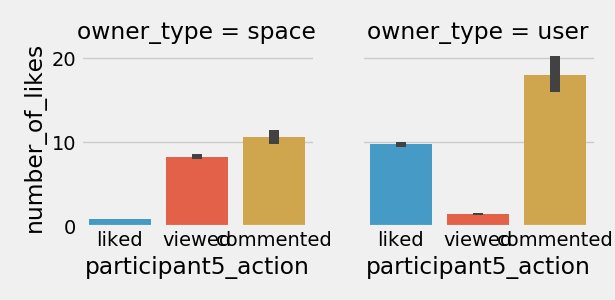 owner_type = space
owner_type = user
number_of_likes
20
10
0
liked viewed commented
liked viewed commented
participant5_action
participant5_action